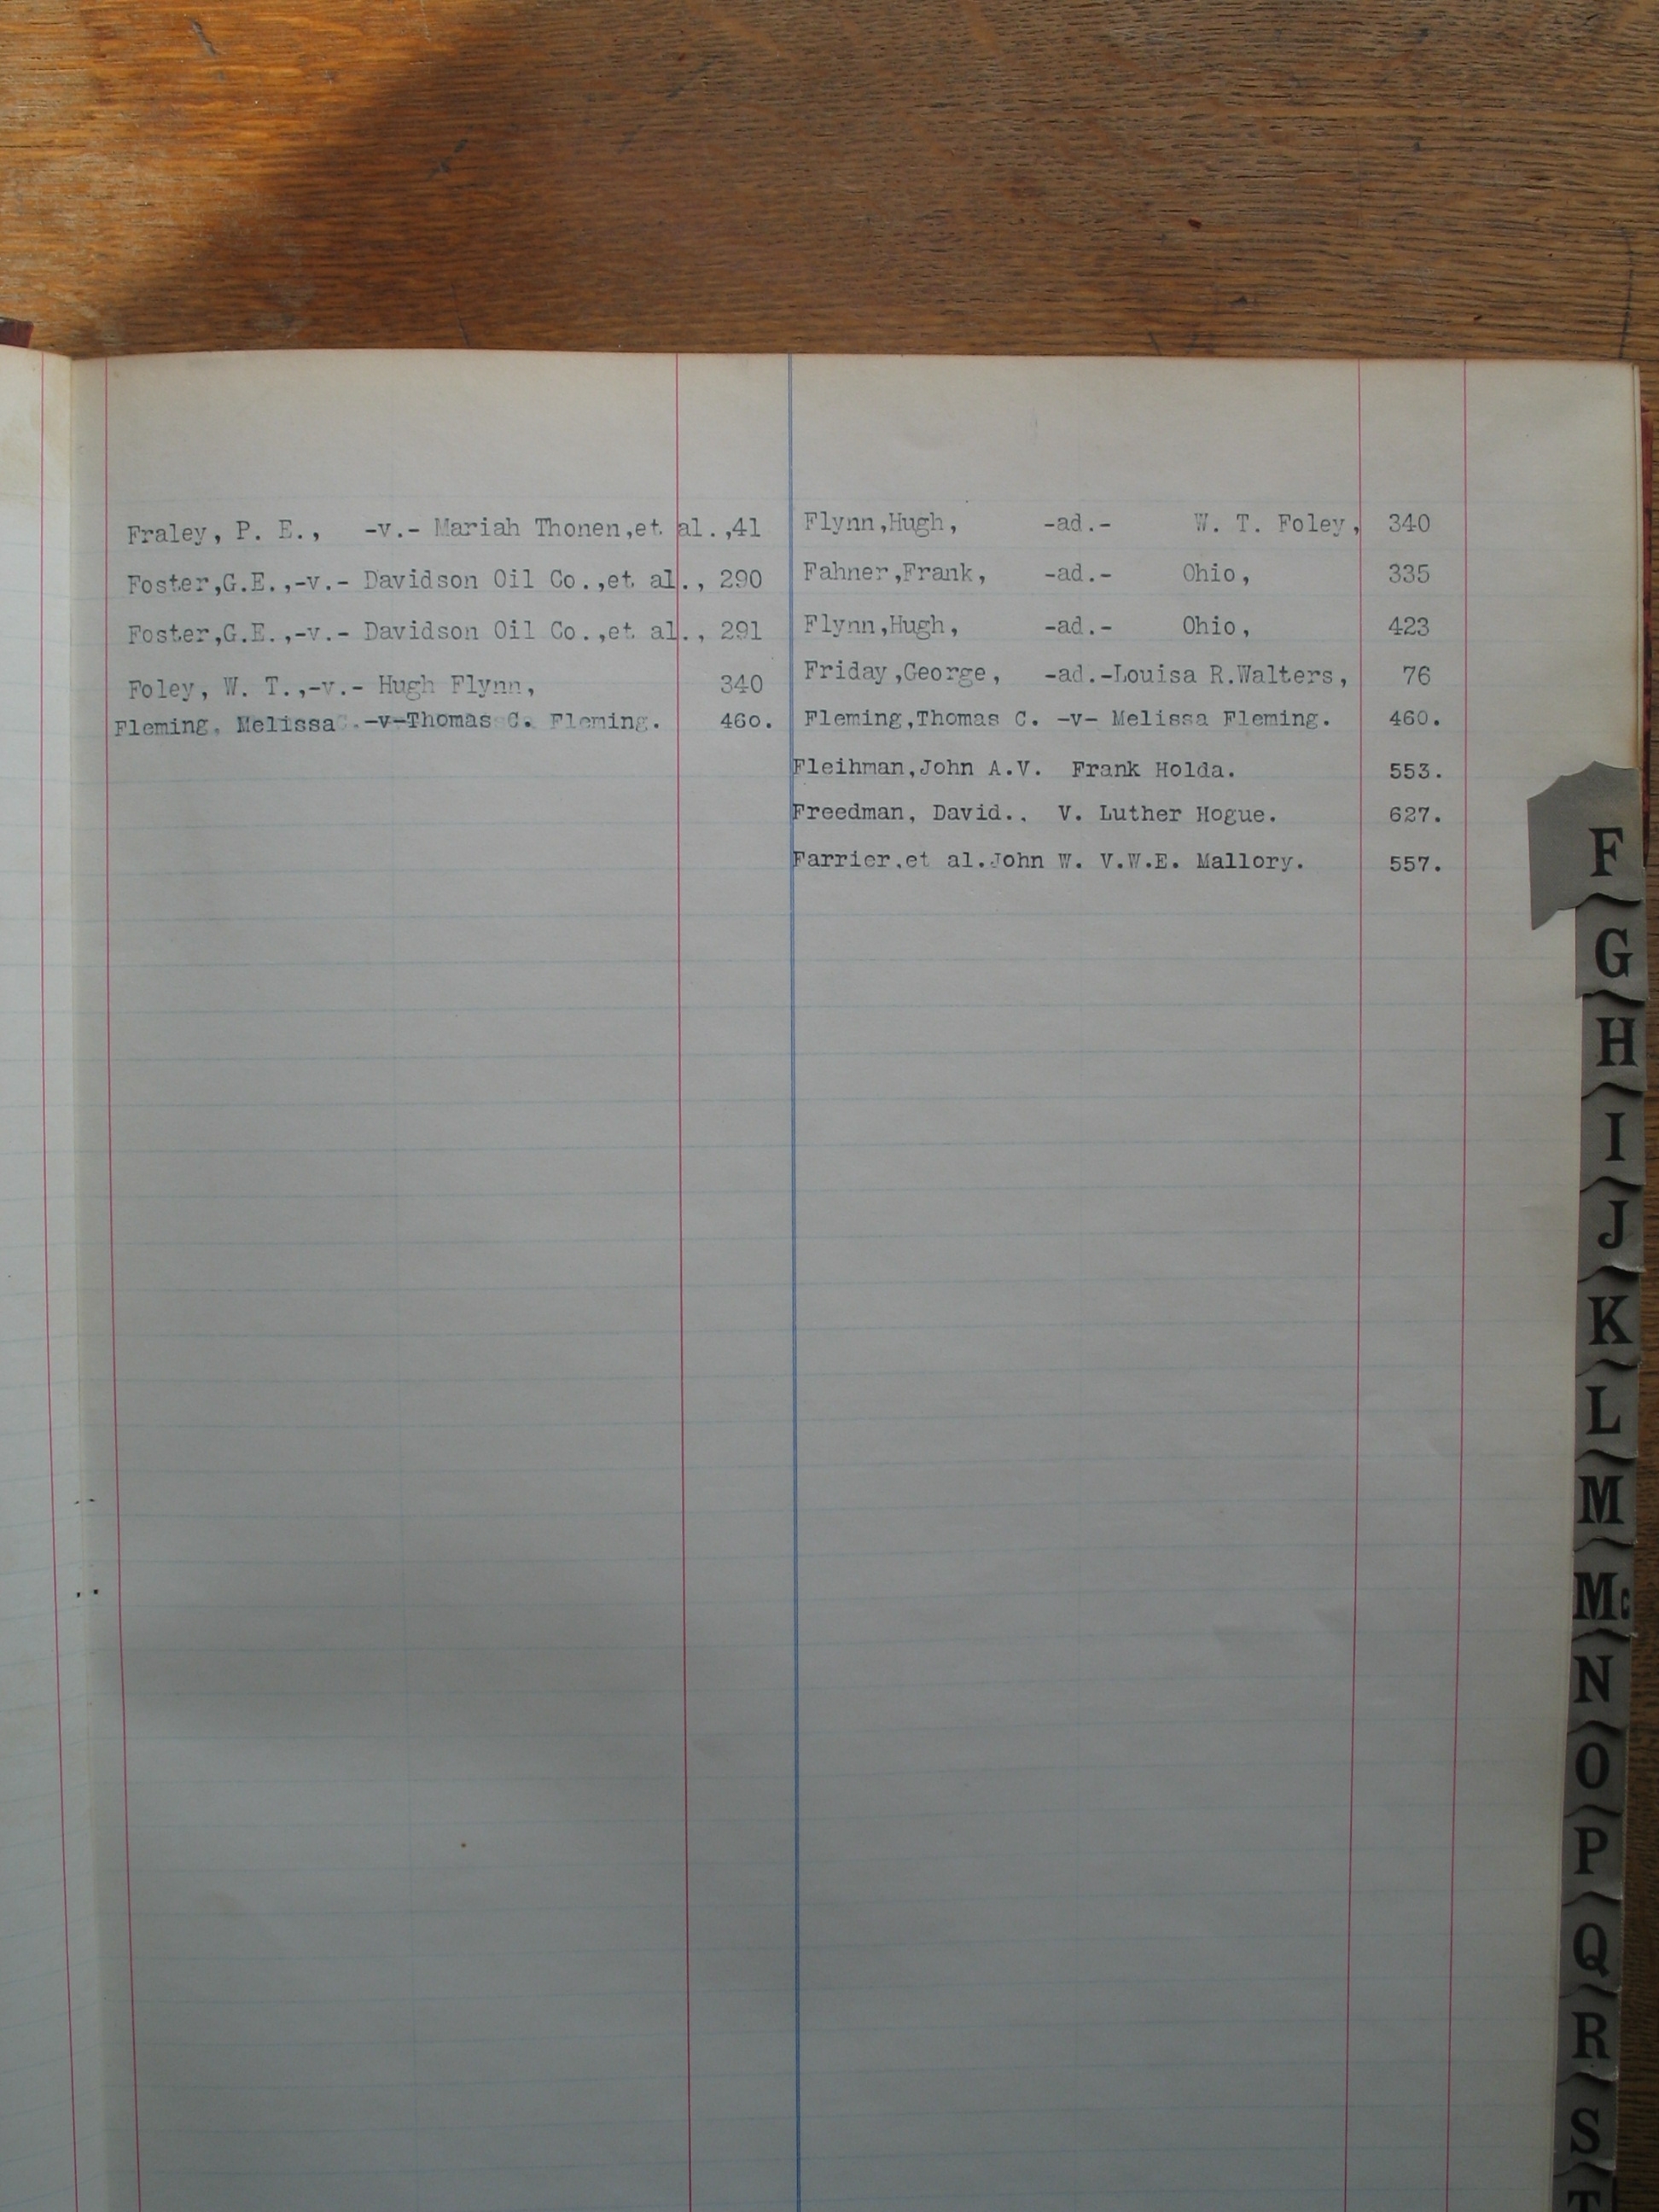 Fraley, P. E., -v.- Mariah Thonen,et al.,41
Foster,G.E.,-v.- Davidson Oil Co.,et al., 290
Foster,G.E.,-v.- Davidson Oil Co.,et al., 291
Foley, W. T.,-v.- Hugh Flynn, 340
Fleming, Melissa .-v-Thomas C. Fleming. 460.
Flynn,Hugh, -ad.- W. T. Foley, 340
Fahner,Frank, -ad.- Ohio, 335
Flynn,Hugh, -ad.- Ohio, 423
Friday,George, -ad.-Louisa R.Walters, 76
Fleming,Thomas C. -v- Melissa Fleming. 460.
Fleihman,John A.V. Frank Holda. 553.
Freedman, David.. V. Luther Hogue. 627.
Farrier.et al.John W. V.W.E. Mallory. 557.
F
G
H
I
J
K
L
M
Mc
N
O
P
Q
R
S
T